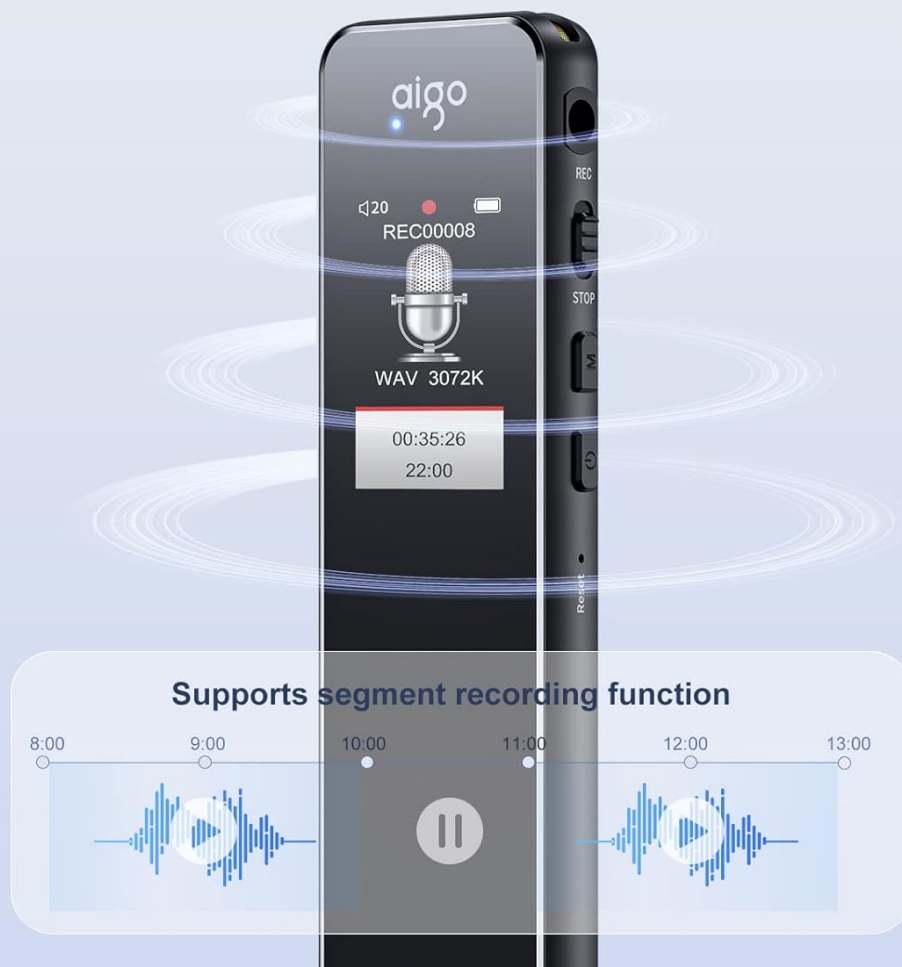 aigo
20
REC00008
WAV 3072K
00:35:26
22:00
REC
STOP
M
Reset
Supports segment recording function
8:00 9:00 10:00 11:00 12:00 13:00